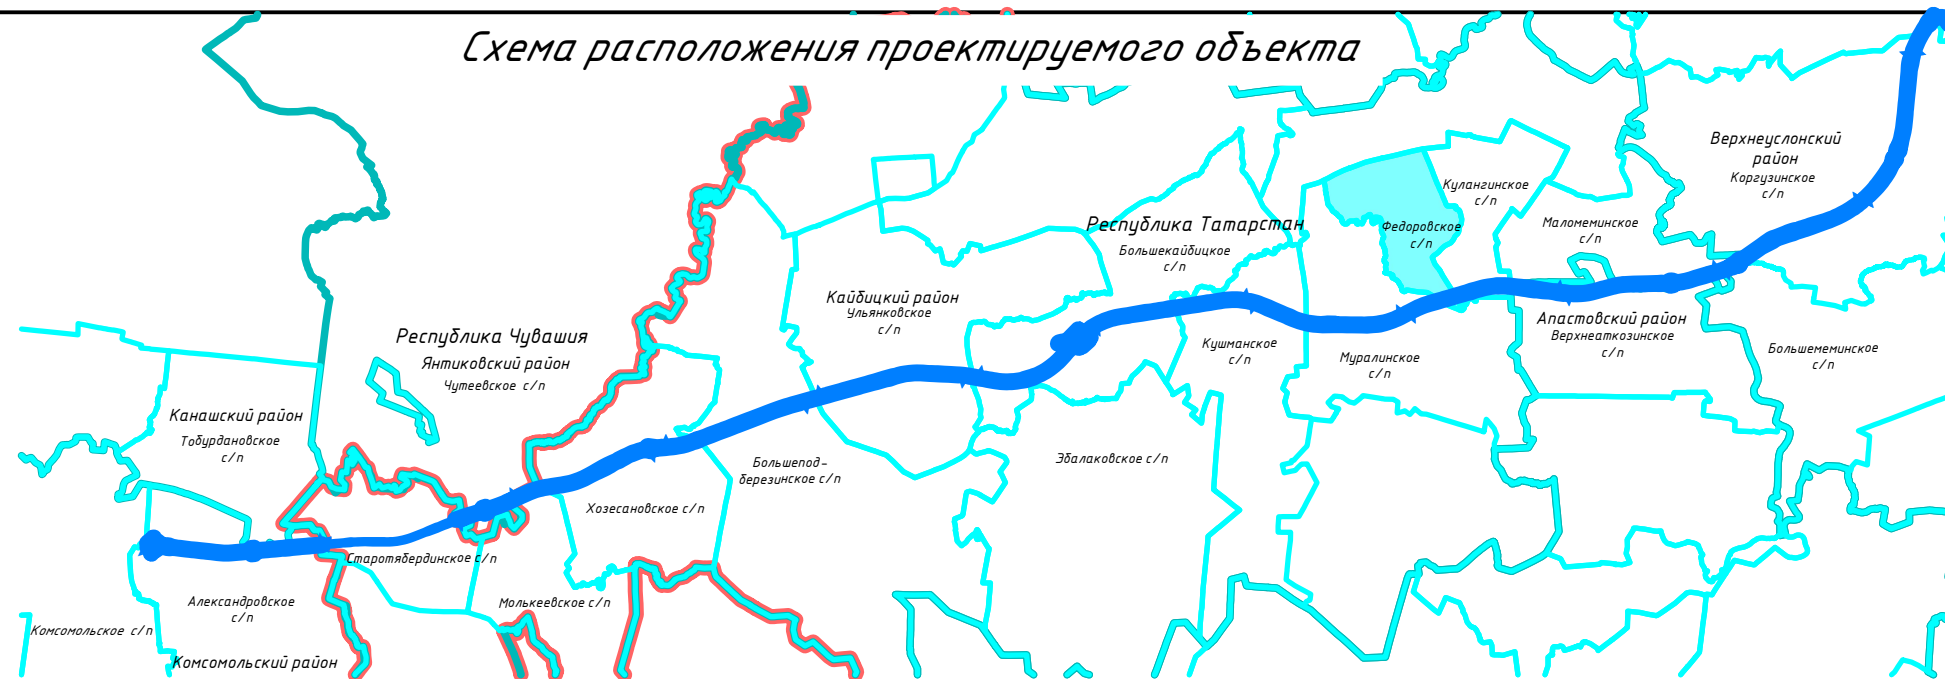 Схема расположения проектируемого объекта
Верхнеуслонский
район
Коргузинское
с/п
Кулангинское
с/п
Маломеминское
с/п
Федоровское
с/п
Республика Татарстан
Большекайбицкое
с/п
Кайбицкий район
Ульянковское
с/п
Апастовский район
Верхнеаткозинское
с/п
Большемеминское
с/п
Кушманское
с/п
Муралинское
с/п
Республика Чувашия
Янтиковский район
Чутеевское с/п
Канашский район
Тобурдановское
с/п
Большепод-
березинское с/п
Эбалаковское с/п
Хозесановское с/п
Старотябердинское с/п
Молькеевское с/п
Александровское
с/п
Комсомольское с/п
Комсомольский район